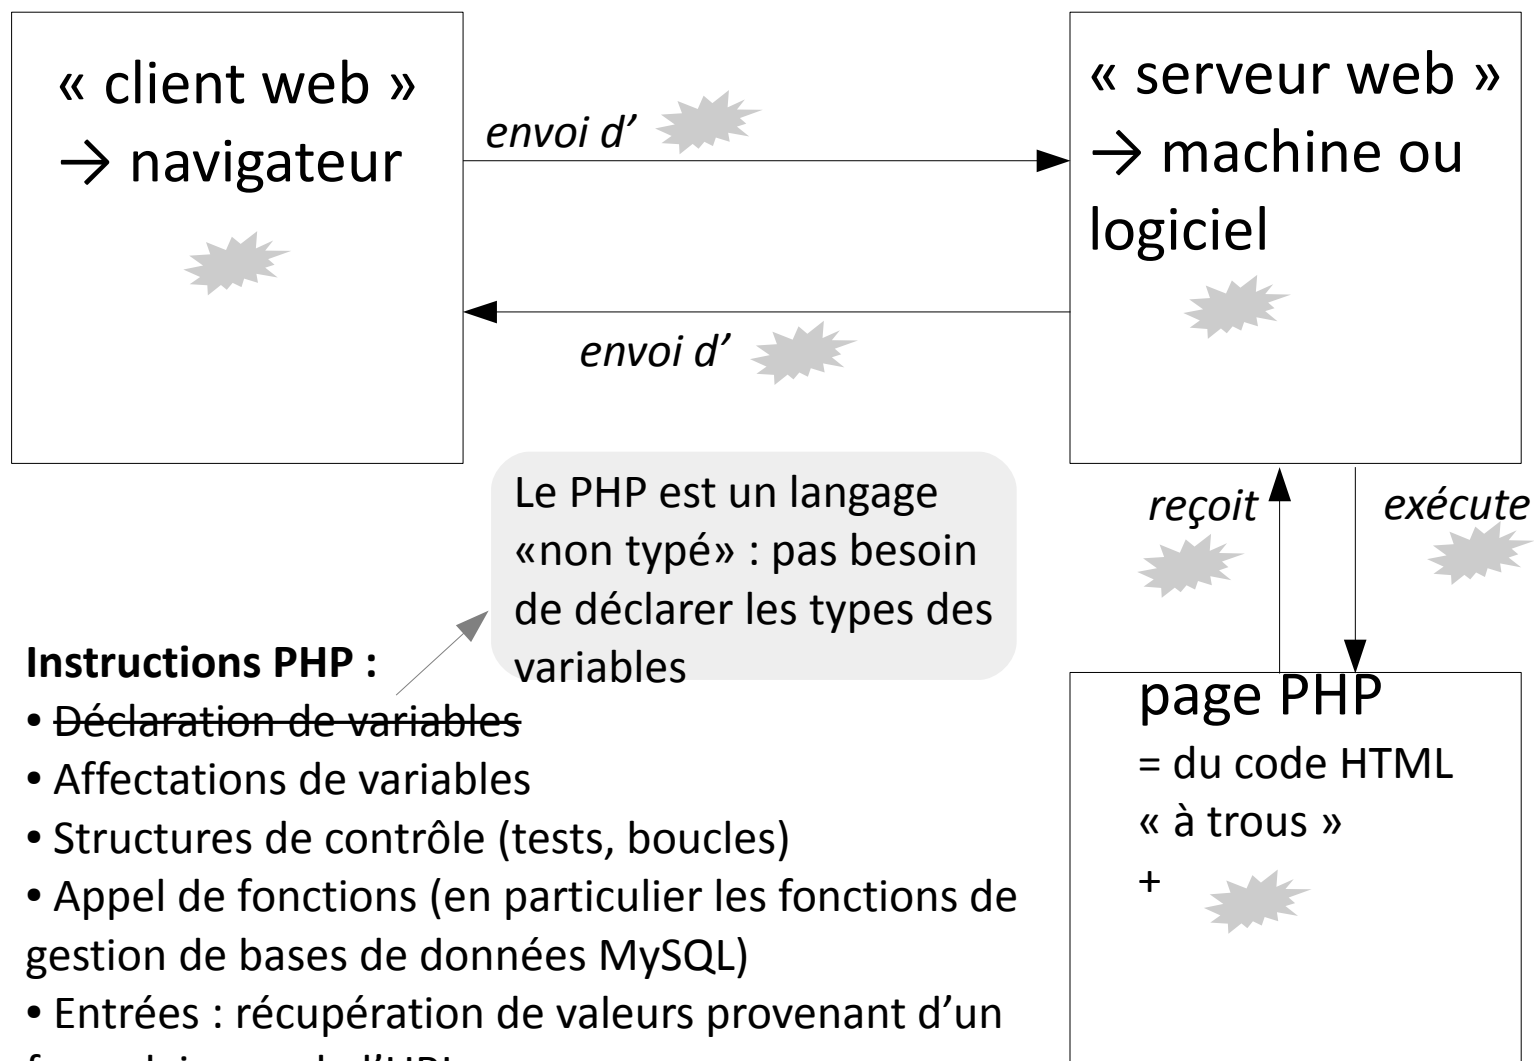 « client web »
→ navigateur
envoi d’
« serveur web »
→ machine ou
logiciel
envoi d’
Le PHP est un langage
«non typé» : pas besoin
de déclarer les types des
variables
reçoit
exécute
Instructions PHP :
• Déclaration de variables
• Affectations de variables
• Structures de contrôle (tests, boucles)
• Appel de fonctions (en particulier les fonctions de
gestion de bases de données MySQL)
• Entrées : récupération de valeurs provenant d’un
page PHP
= du code HTML
« à trous »
+